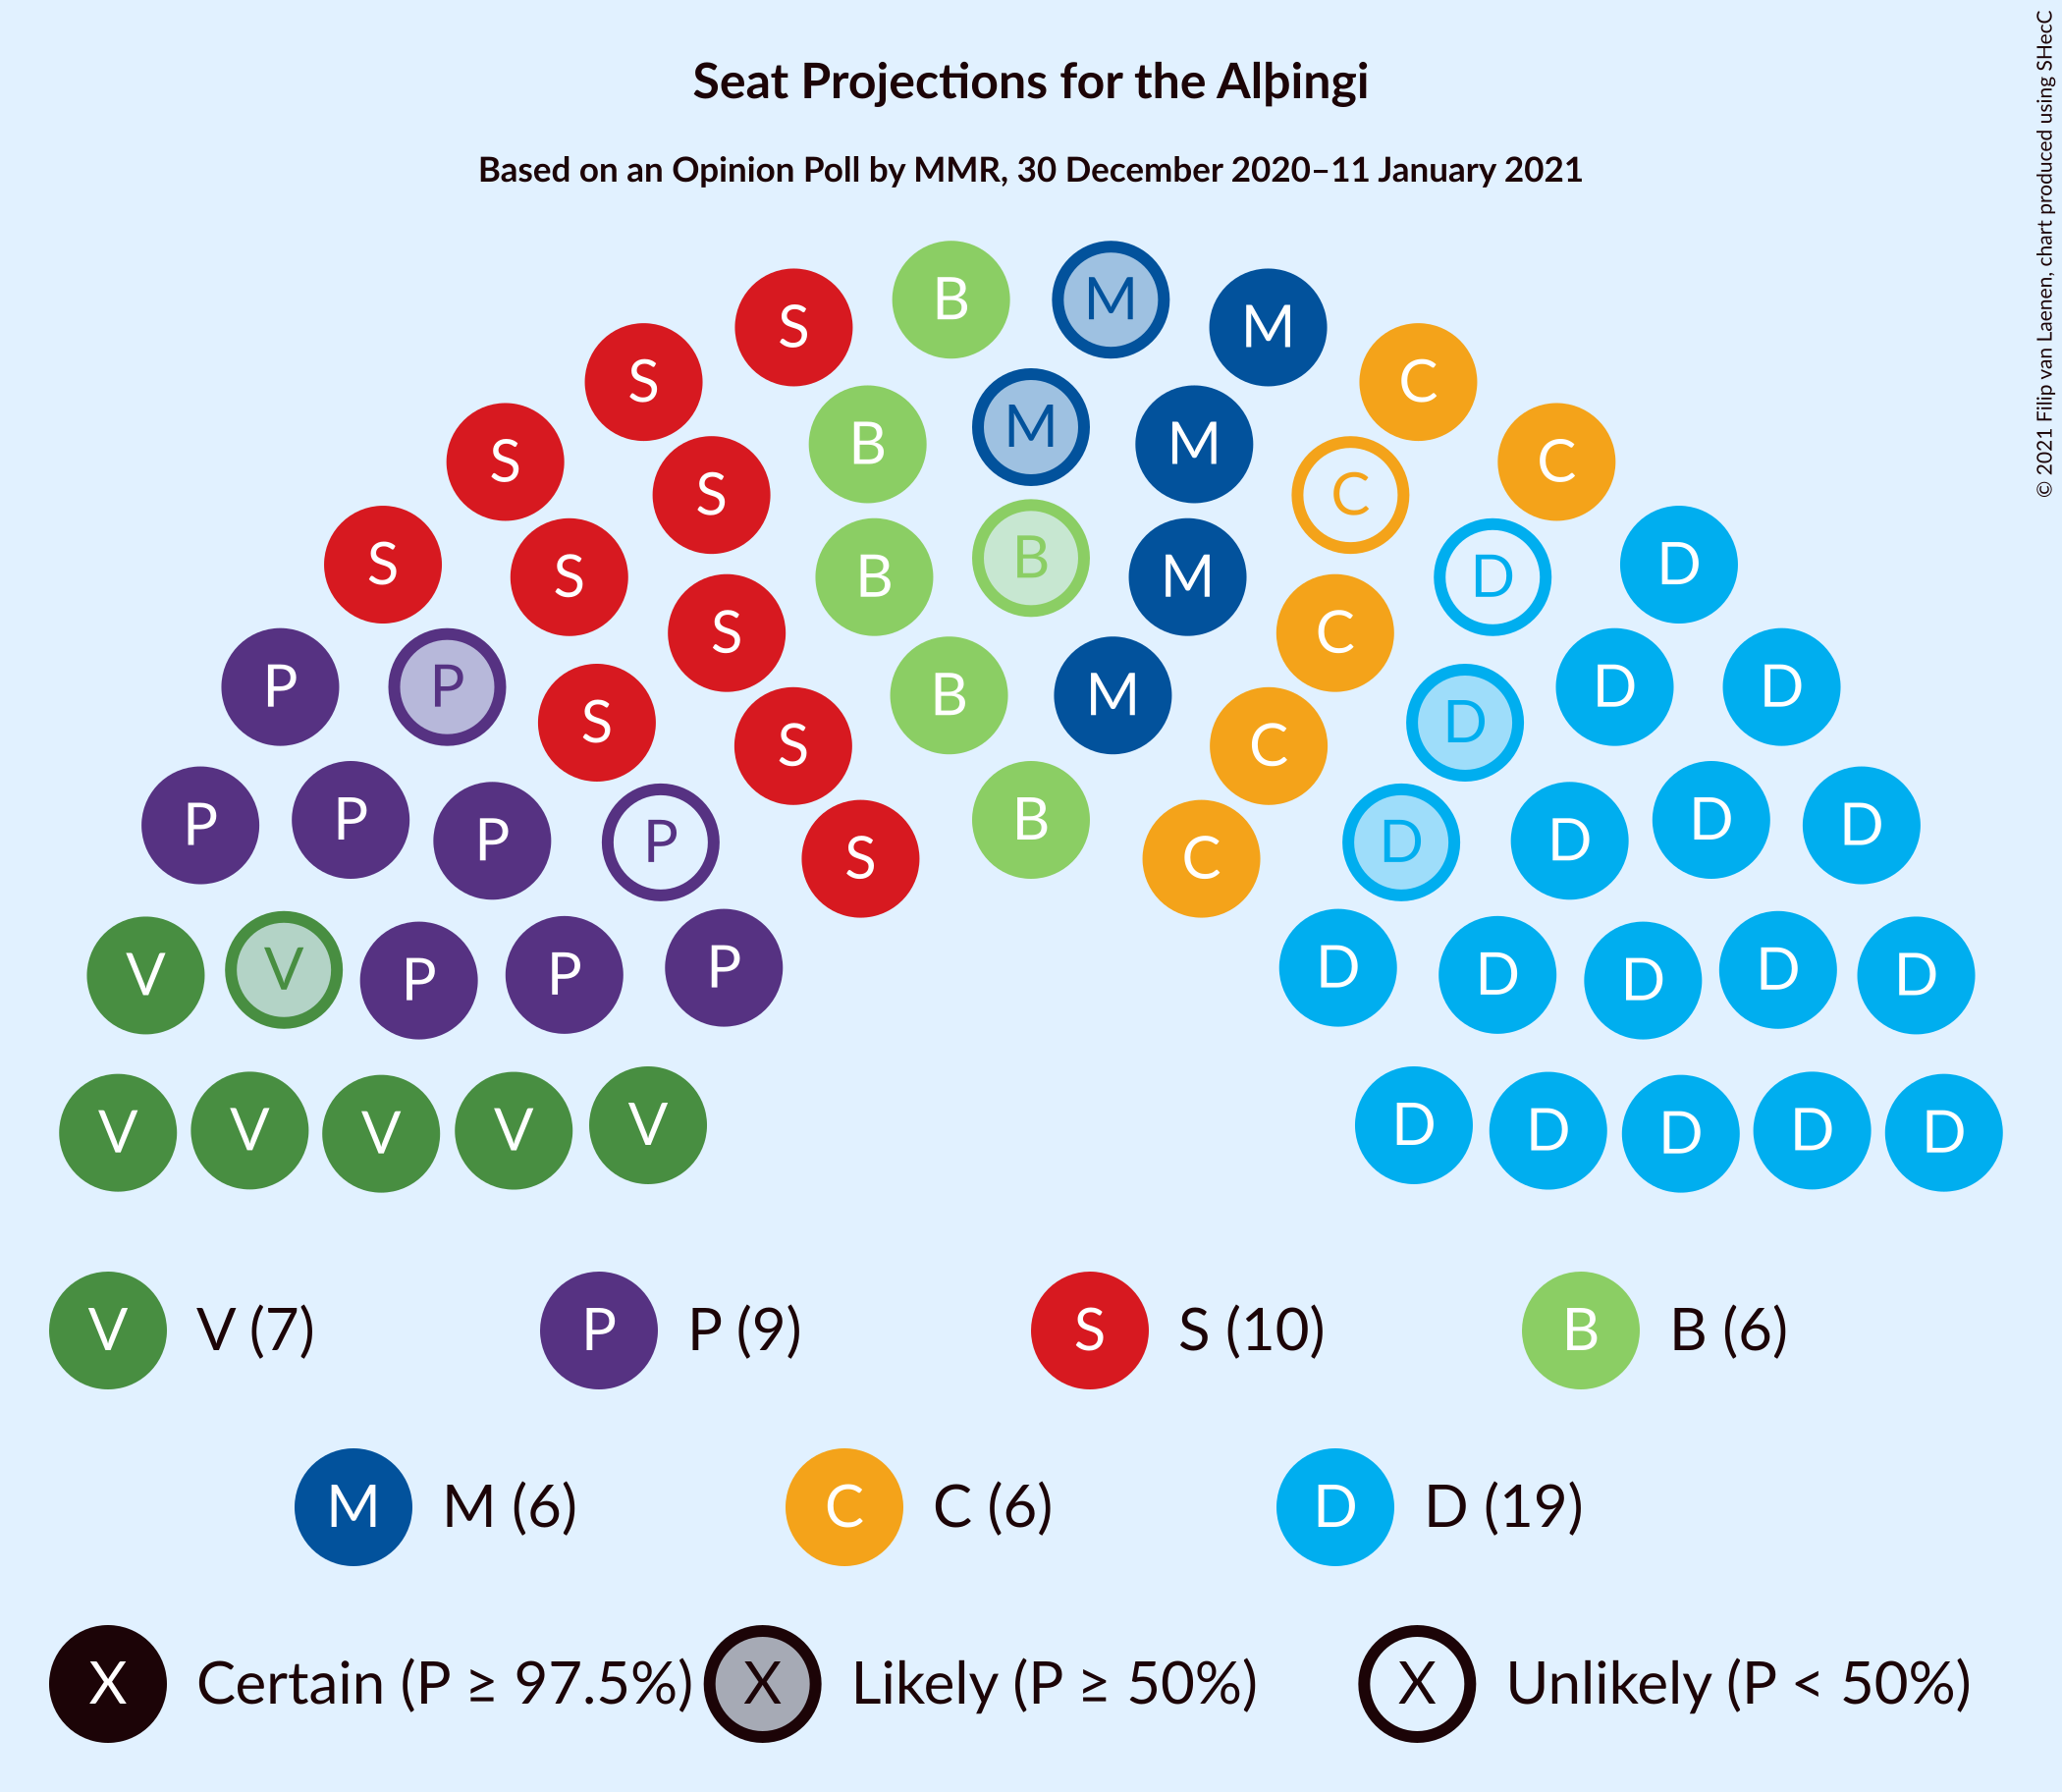 Seat Projections for the Alþingi
Based on an Opinion Poll by MMR, 30 December 2020–11 January 2021
© 2021 Filip van Laenen, chart produced using SHecC
B M
S M
S C
B M M
S S C C
S S B B M D D
S C
P P S B M D D D
S C
P P P P S B C D D D D
V V P P P D D D D D
V V V V V D D D D D
V V (7) P P (9) S S (10) B B (6)
M M (6) C C (6) D D (19)
X Certain (P ≥ 97.5%) X Likely (P ≥ 50%) X Unlikely (P < 50%)